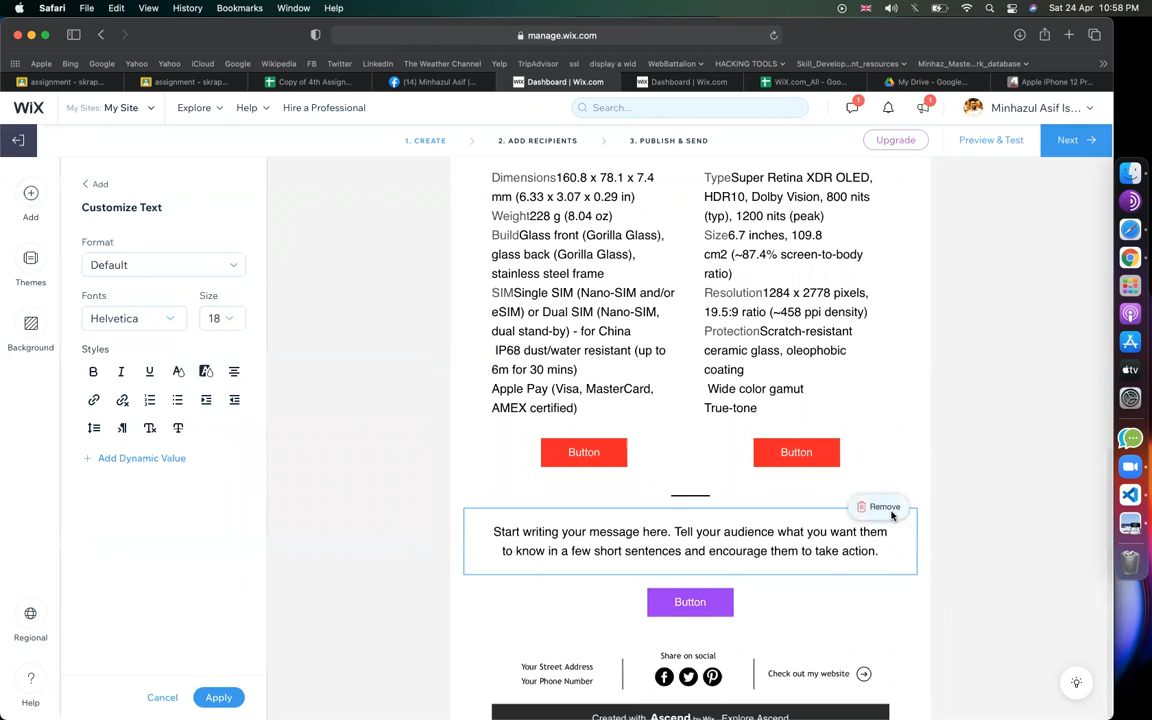 Safari File Edit View History Bookmarks Window Help Sat 24 Apr 10:58 PM
manage.wix.com
Apple Bing Google Yahoo Yahoo iCloud Google Wikipedia FB Twitter LinkedIn The Weather Channel Yelp TripAdvisor ssl display a wid WebBattalion HACKING TOOLS Skill_Develop...nt_resources Minhaz_Maste...rk_database
assignment - skrap... assignment - skrap... Copy of 4th Assign... (14) Minhazul Asif I... Dashboard | Wix.com Dashboard | Wix.com WiX.com_All - Goo... My Drive - Google... Apple iPhone 12 Pr...
WiX My Sites: My Site Explore Help Hire a Professional Search... 1 1 Minhazul Asif Is...
1. CREATE 2. ADD RECIPIENTS 3. PUBLISH & SEND Upgrade Preview & Test Next
Add
Themes
Background
Regional
Help
Add
Customize Text
Format
Default
Fonts Size
Helvetica 18
Styles
Add Dynamic Value
Cancel Apply
Dimensions160.8 x 78.1 x 7.4
mm (6.33 x 3.07 x 0.29 in)
Weight228 g (8.04 oz)
BuildGlass front (Gorilla Glass),
glass back (Gorilla Glass),
stainless steel frame
SIMSingle SIM (Nano-SIM and/or
eSIM) or Dual SIM (Nano-SIM,
dual stand-by) - for China
IP68 dust/water resistant (up to
6m for 30 mins)
Apple Pay (Visa, MasterCard,
AMEX certified)
Button
TypeSuper Retina XDR OLED,
HDR10, Dolby Vision, 800 nits
(typ), 1200 nits (peak)
Size6.7 inches, 109.8
cm2 (~87.4% screen-to-body
ratio)
Resolution1284 x 2778 pixels,
19.5:9 ratio (~458 ppi density)
ProtectionScratch-resistant
ceramic glass, oleophobic
coating
Wide color gamut
True-tone
Button
Remove
Start writing your message here. Tell your audience what you want them
to know in a few short sentences and encourage them to take action.
Button
Your Street Address
Your Phone Number
Share on social
Check out my website
Created with Ascend by Wix Explore Ascend